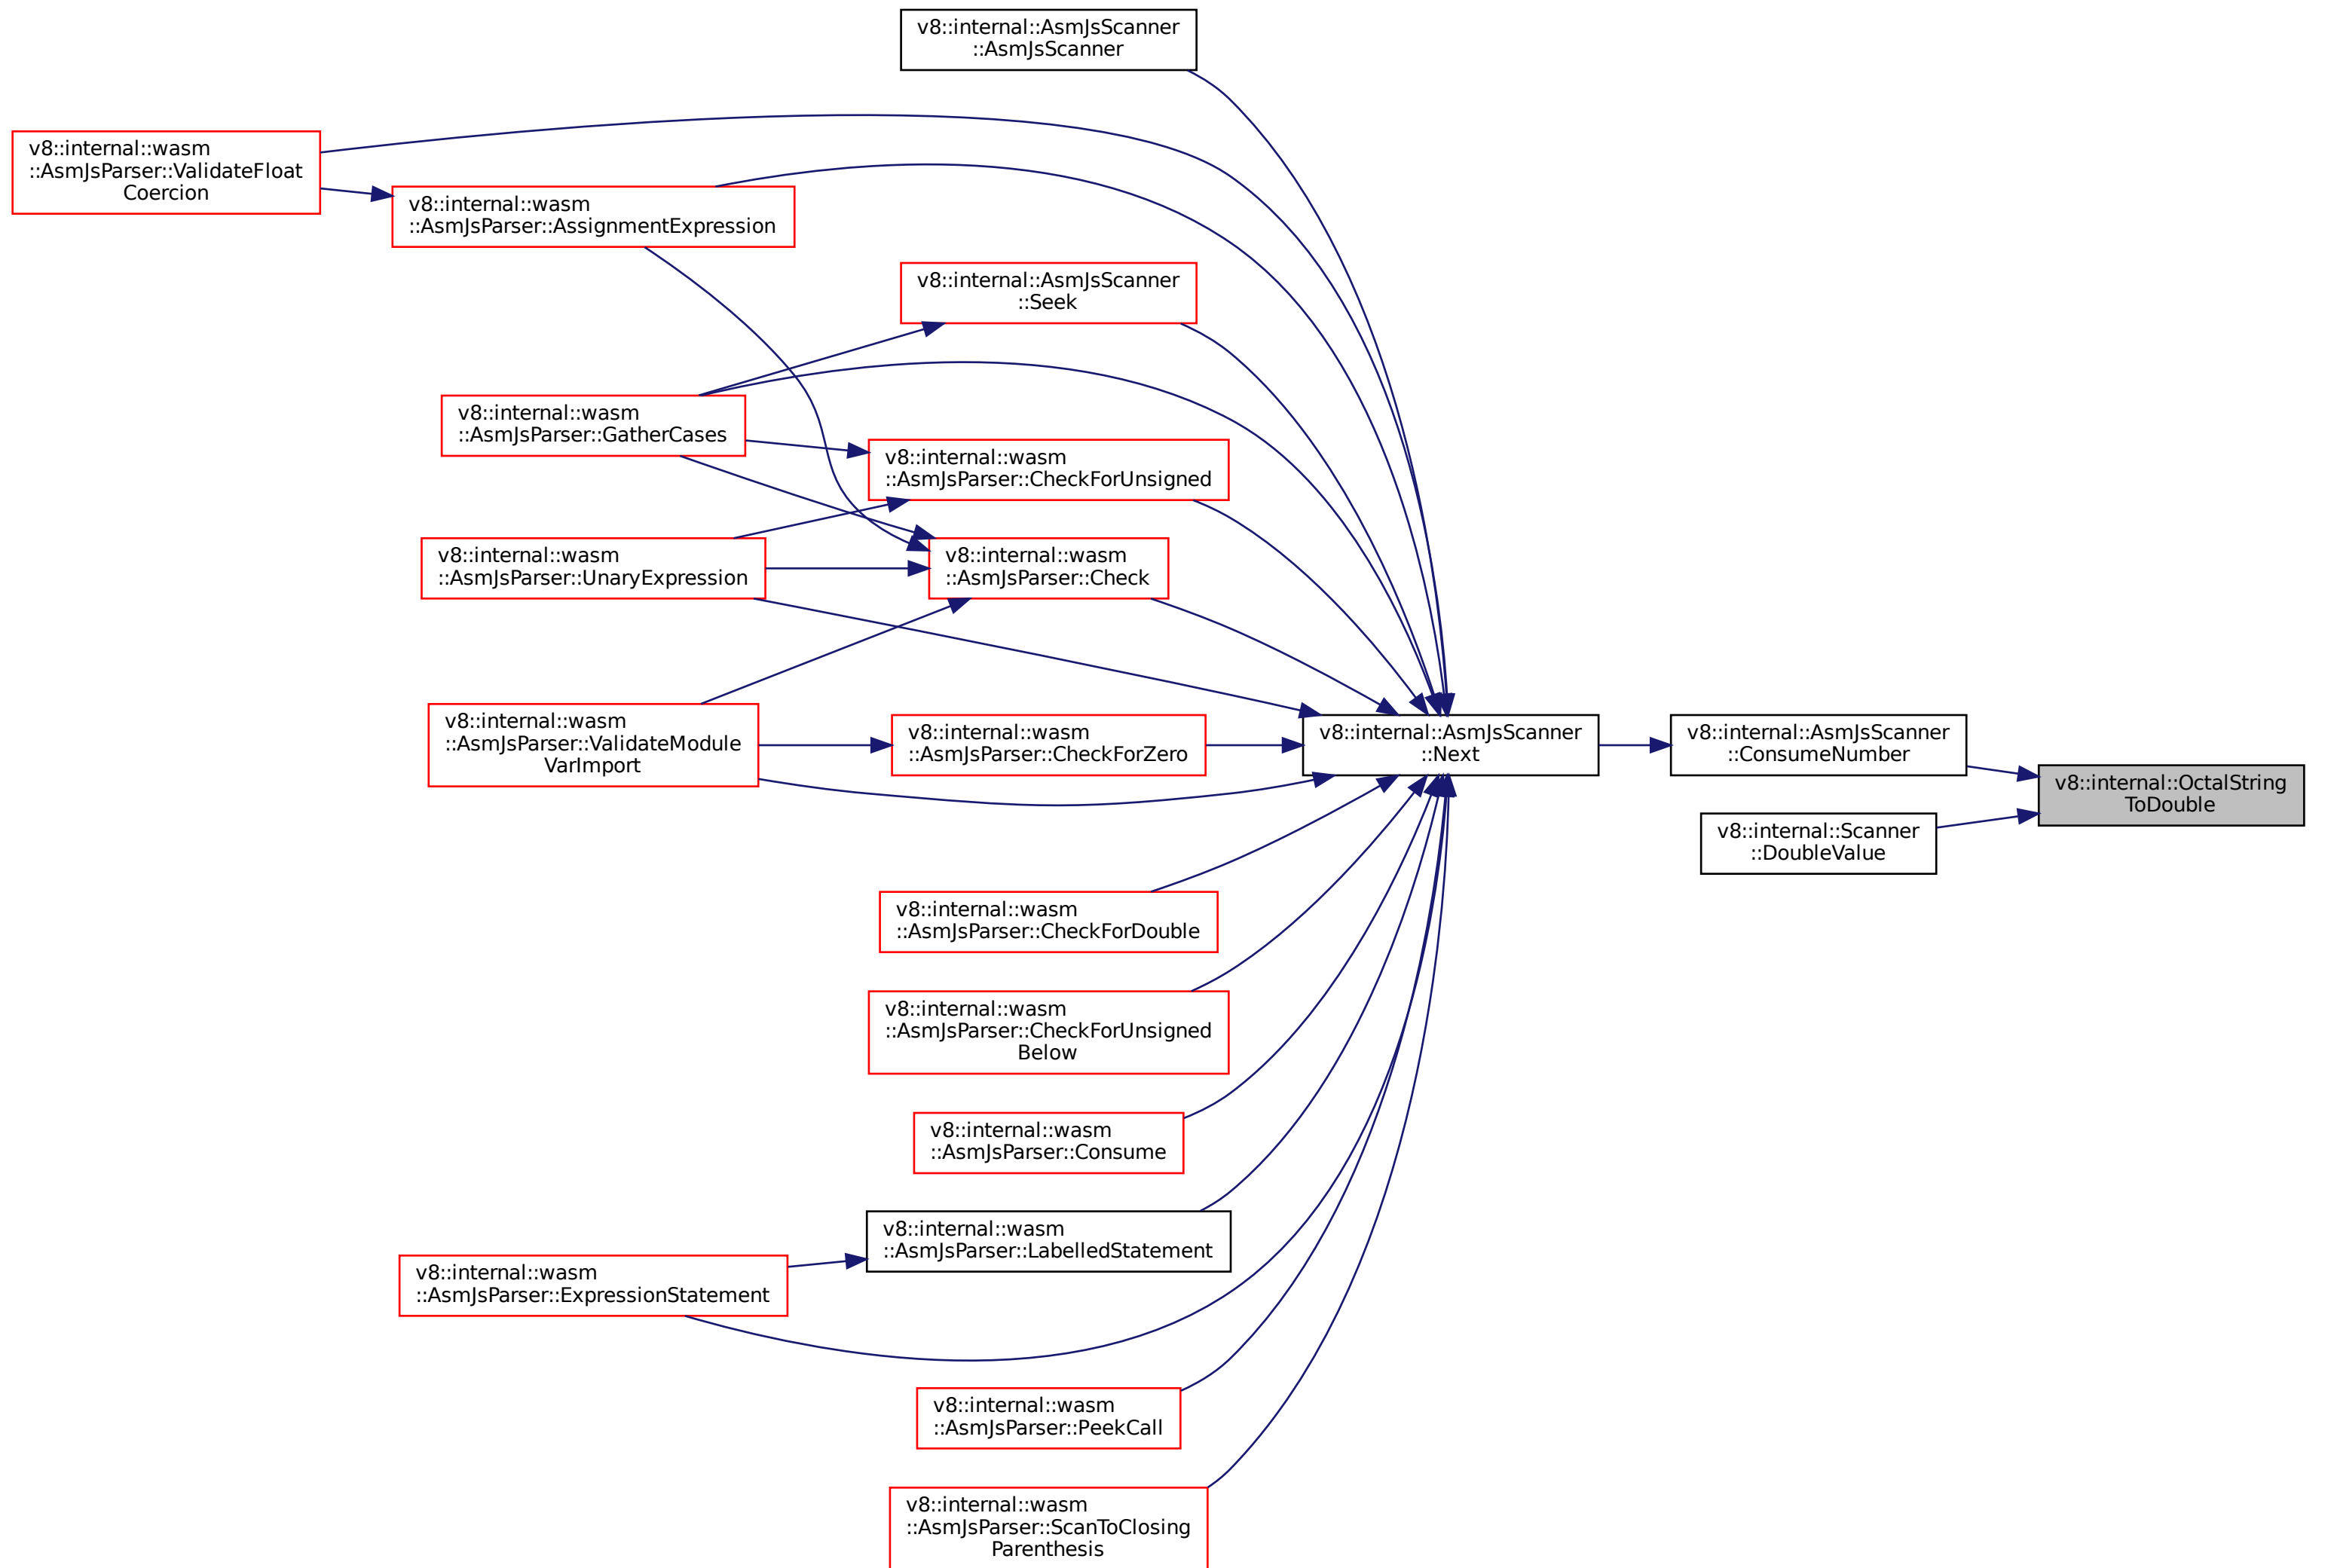 v8::internal::AsmJsScanner
::AsmJsScanner
v8::internal::wasm
::AsmJsParser::ValidateFloat
Coercion
v8::internal::wasm
::AsmJsParser::AssignmentExpression
v8::internal::AsmJsScanner
::Seek
v8::internal::wasm
::AsmJsParser::GatherCases
v8::internal::wasm
::AsmJsParser::CheckForUnsigned
v8::internal::wasm
::AsmJsParser::UnaryExpression
v8::internal::wasm
::AsmJsParser::Check
v8::internal::wasm
::AsmJsParser::ValidateModule
VarImport
v8::internal::wasm
::AsmJsParser::CheckForZero
v8::internal::AsmJsScanner
::Next
v8::internal::AsmJsScanner
::ConsumeNumber
v8::internal::OctalString
ToDouble
v8::internal::Scanner
::DoubleValue
v8::internal::wasm
::AsmJsParser::CheckForDouble
v8::internal::wasm
::AsmJsParser::CheckForUnsigned
Below
v8::internal::wasm
::AsmJsParser::Consume
v8::internal::wasm
::AsmJsParser::LabelledStatement
v8::internal::wasm
::AsmJsParser::ExpressionStatement
v8::internal::wasm
::AsmJsParser::PeekCall
v8::internal::wasm
::AsmJsParser::ScanToClosing
Parenthesis